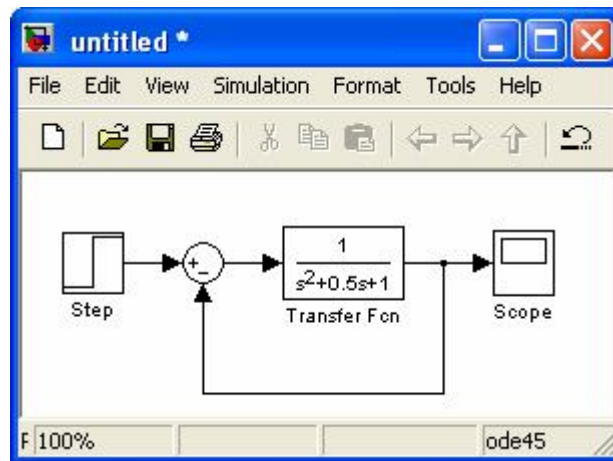 untitled *
File Edit View Simulation Format Tools Help
+
−
1
s²+0.5s+1
Step
Transfer Fcn
Scope
F 100%
ode45